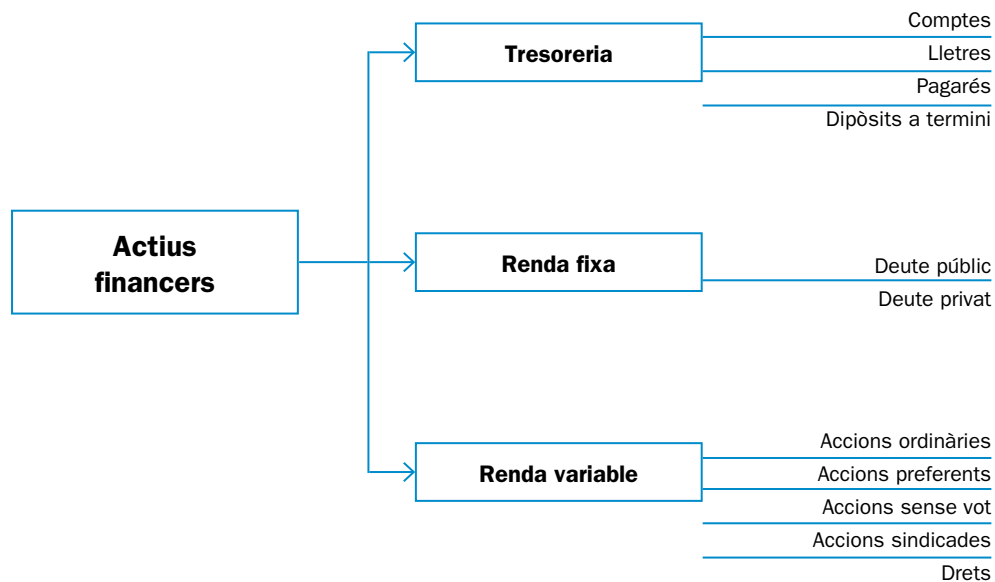 Actius
financers
Tresoreria
Comptes
Lletres
Pagarés
Dipòsits a termini
Renda fixa
Deute públic
Deute privat
Renda variable
Accions ordinàries
Accions preferents
Accions sense vot
Accions sindicades
Drets